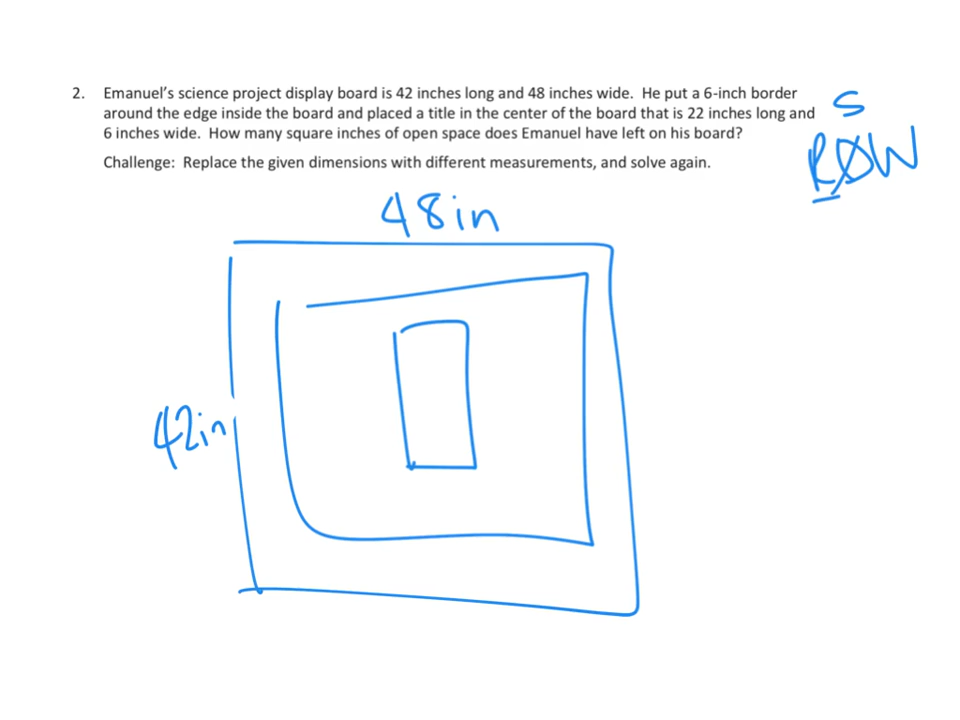 2. Emanuel's science project display board is 42 inches long and 48 inches wide. He put a 6-inch border
around the edge inside the board and placed a title in the center of the board that is 22 inches long and
6 inches wide. How many square inches of open space does Emanuel have left on his board?
Challenge: Replace the given dimensions with different measurements, and solve again.
S
RDW
48in
42in